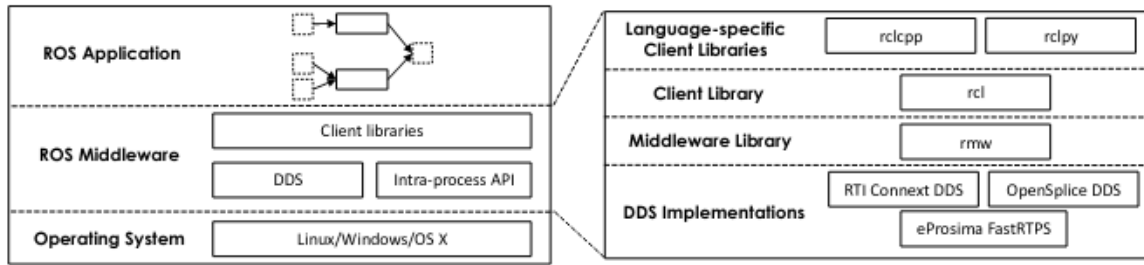 ROS Application
ROS Middleware
Client libraries
DDS
Intra-process API
Operating System
Linux/Windows/OS X
Language-specific
Client Libraries
rclcpp
rclpy
Client Library
rcl
Middleware Library
rmw
DDS Implementations
RTI Connext DDS
OpenSplice DDS
eProsima FastRTPS